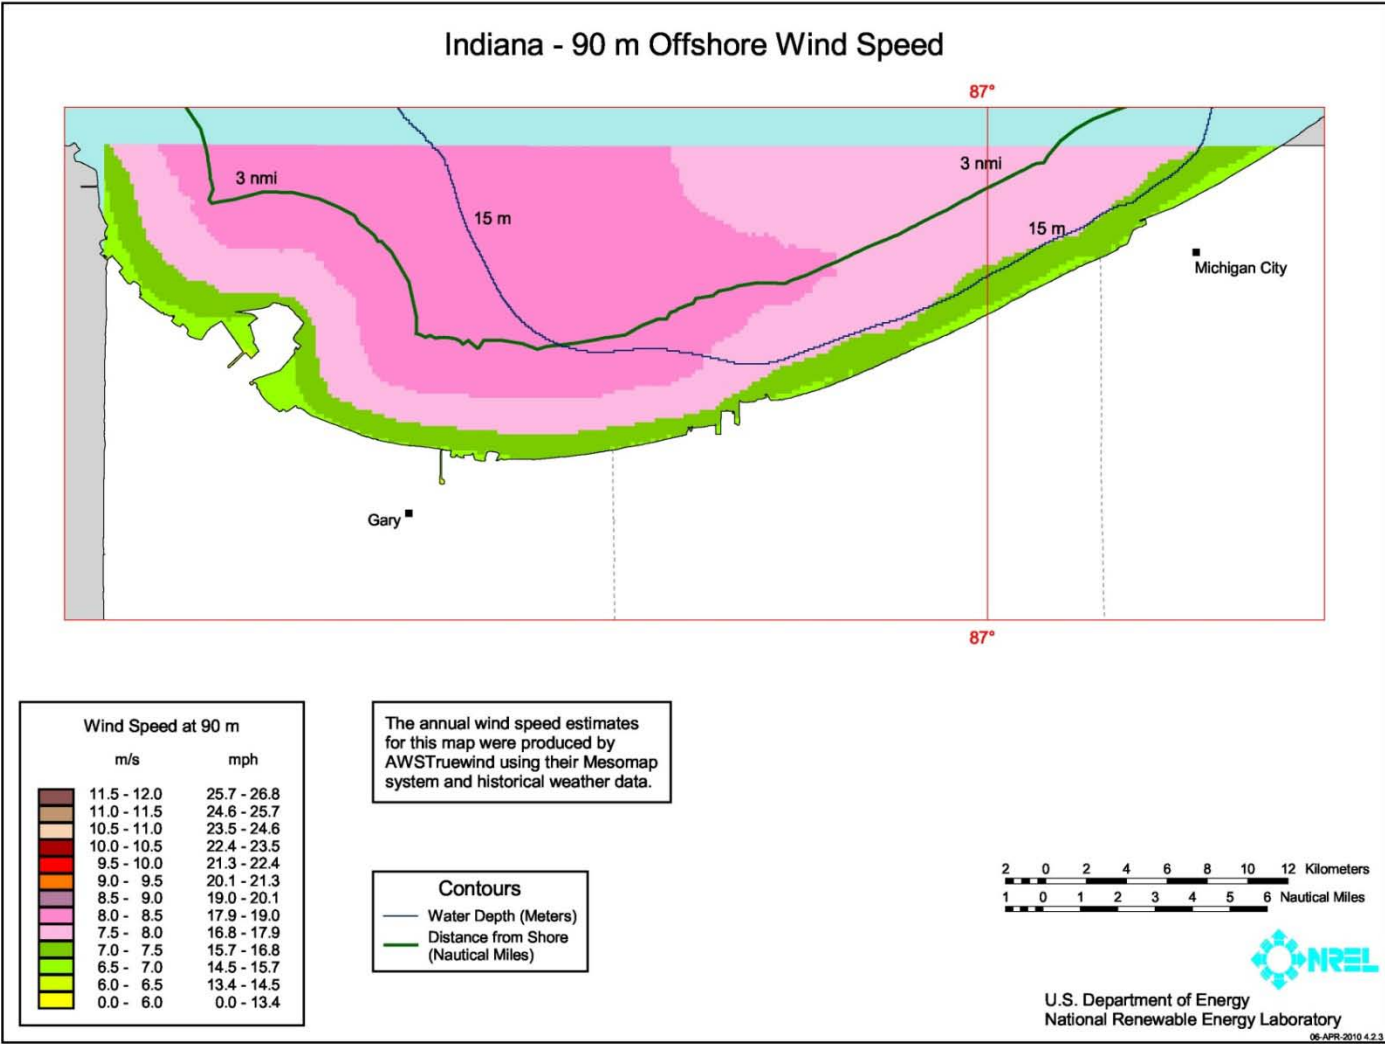 Indiana - 90 m Offshore Wind Speed
87°
3 nmi
3 nmi
15 m
15 m
Michigan City
Gary
87°
Wind Speed at 90 m
m/s mph
11.5 - 12.0 25.7 - 26.8
11.0 - 11.5 24.6 - 25.7
10.5 - 11.0 23.5 - 24.6
10.0 - 10.5 22.4 - 23.5
9.5 - 10.0 21.3 - 22.4
9.0 - 9.5 20.1 - 21.3
8.5 - 9.0 19.0 - 20.1
8.0 - 8.5 17.9 - 19.0
7.5 - 8.0 16.8 - 17.9
7.0 - 7.5 15.7 - 16.8
6.5 - 7.0 14.5 - 15.7
6.0 - 6.5 13.4 - 14.5
0.0 - 6.0 0.0 - 13.4
The annual wind speed estimates
for this map were produced by
AWSTruewind using their Mesomap
system and historical weather data.
Contours
Water Depth (Meters)
Distance from Shore
(Nautical Miles)
2 0 2 4 6 8 10 12 Kilometers
1 0 1 2 3 4 5 6 Nautical Miles
NREL
U.S. Department of Energy
National Renewable Energy Laboratory
06-APR-2010 4.2.3